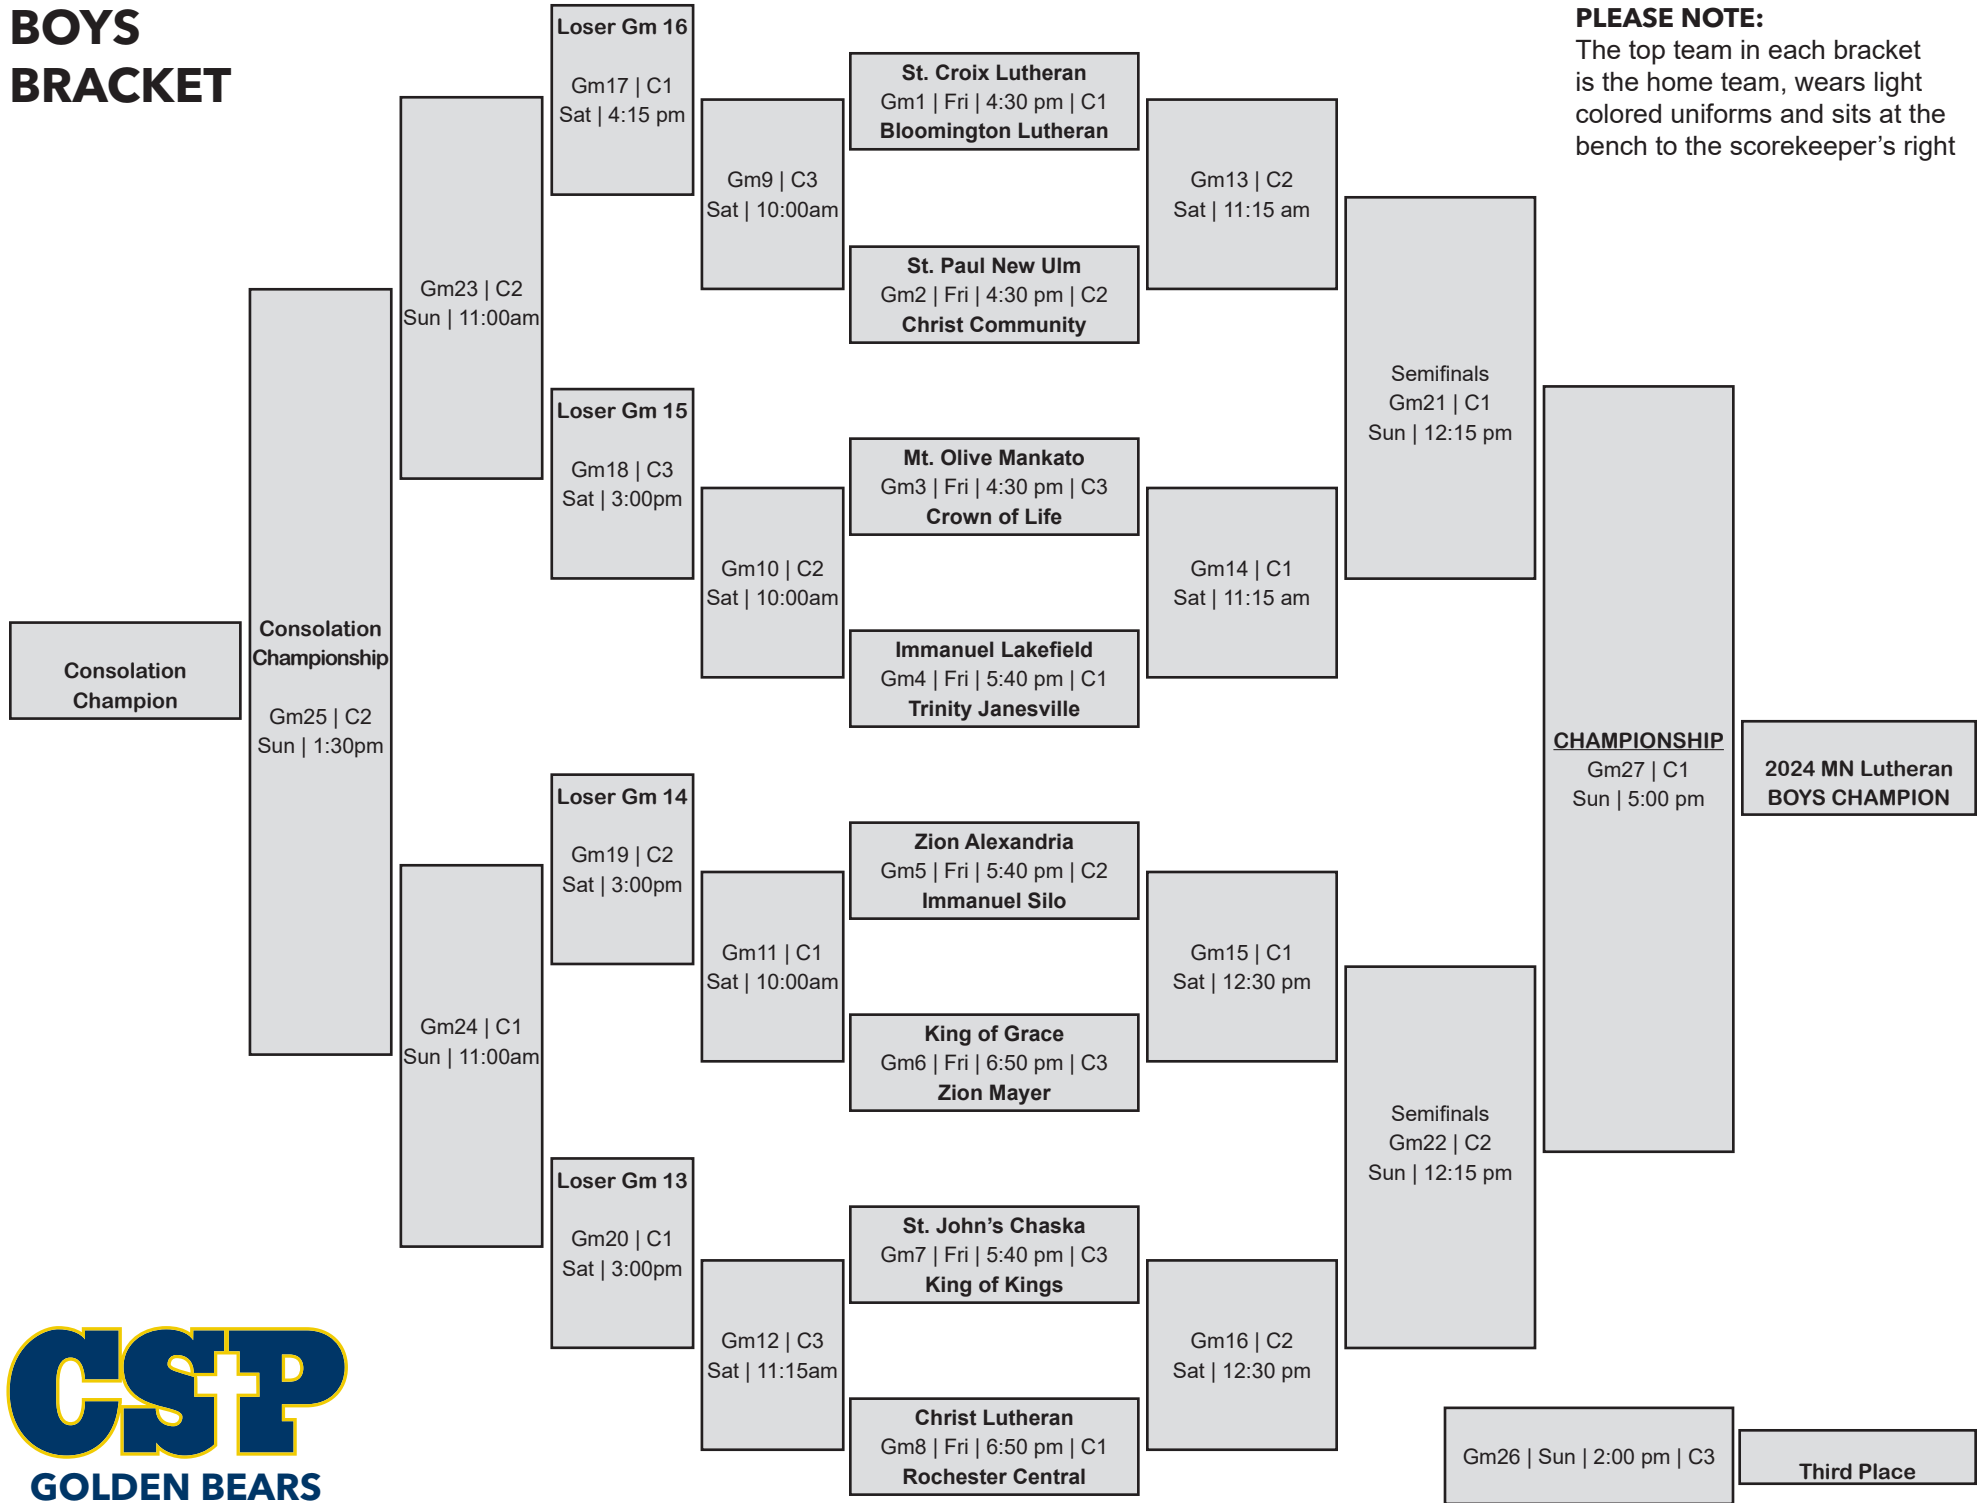 BOYS
BRACKET
PLEASE NOTE:
The top team in each bracket
is the home team, wears light
colored uniforms and sits at the
bench to the scorekeeper's right
Consolation
Champion
Consolation
Championship
Gm25 | C2
Sun | 1:30pm
Gm23 | C2
Sun | 11:00am
Gm24 | C1
Sun | 11:00am
Loser Gm 16
Gm17 | C1
Sat | 4:15 pm
Loser Gm 15
Gm18 | C3
Sat | 3:00pm
Loser Gm 14
Gm19 | C2
Sat | 3:00pm
Loser Gm 13
Gm20 | C1
Sat | 3:00pm
Gm9 | C3
Sat | 10:00am
Gm10 | C2
Sat | 10:00am
Gm11 | C1
Sat | 10:00am
Gm12 | C3
Sat | 11:15am
St. Croix Lutheran
Gm1 | Fri | 4:30 pm | C1
Bloomington Lutheran
St. Paul New Ulm
Gm2 | Fri | 4:30 pm | C2
Christ Community
Mt. Olive Mankato
Gm3 | Fri | 4:30 pm | C3
Crown of Life
Immanuel Lakefield
Gm4 | Fri | 5:40 pm | C1
Trinity Janesville
Zion Alexandria
Gm5 | Fri | 5:40 pm | C2
Immanuel Silo
King of Grace
Gm6 | Fri | 6:50 pm | C3
Zion Mayer
St. John's Chaska
Gm7 | Fri | 5:40 pm | C3
King of Kings
Christ Lutheran
Gm8 | Fri | 6:50 pm | C1
Rochester Central
Gm13 | C2
Sat | 11:15 am
Gm14 | C1
Sat | 11:15 am
Gm15 | C1
Sat | 12:30 pm
Gm16 | C2
Sat | 12:30 pm
Semifinals
Gm21 | C1
Sun | 12:15 pm
Semifinals
Gm22 | C2
Sun | 12:15 pm
CHAMPIONSHIP
Gm27 | C1
Sun | 5:00 pm
2024 MN Lutheran
BOYS CHAMPION
Gm26 | Sun | 2:00 pm | C3
Third Place
CSP
GOLDEN BEARS